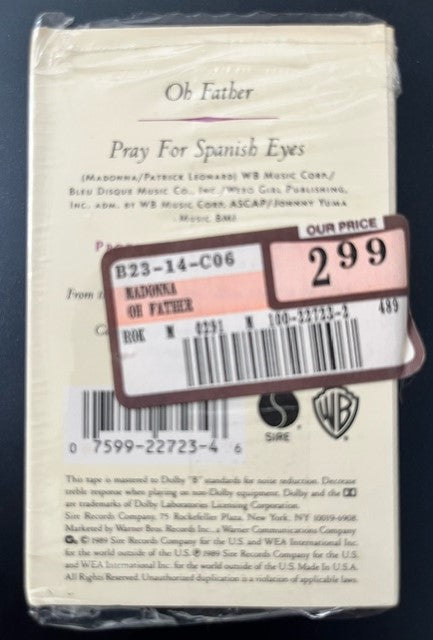 Oh Father
Pray For Spanish Eyes
(Madonna/Patrick Leonard) WB Music Corp./
Bleu Disque Music Co., Inc./Webo Girl Publishing,
Inc. adm. by WB Music Corp. ASCAP/Johnny Yuma
Music BMI
OUR PRICE
B23-14-C06
299
MADONNA
OH FATHER
From
ROK M 0291 N 100-22723-2 489
0 7599-22723-4 6
SIRE
WB
This tape is mastered to Dolby "B" standards for noise reduction. Decrease
treble response when playing on non-Dolby equipment. Dolby and the
are trademarks of Dolby Laboratories Licensing Corporation.
Sire Records Company, 75 Rockefeller Plaza, New York, NY 10019-6908.
Marketed by Warner Bros. Records Inc., a Warner Communications Company
© 1989 Sire Records Company for the U.S. and WEA International Inc.
for the world outside of the U.S. ℗ 1989 Sire Records Company for the U.S.
and WEA International Inc. for the world outside of the U.S. Made In U.S.A.
All Rights Reserved. Unauthorized duplication is a violation of applicable laws.